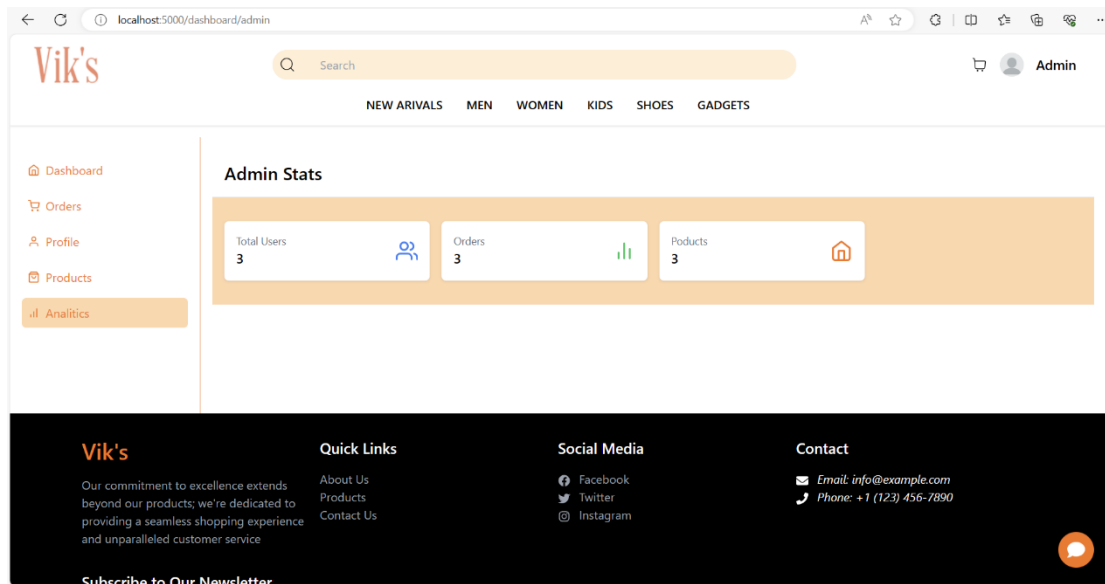 localhost:5000/dashboard/admin
Vik's
Search
Admin
NEW ARIVALS MEN WOMEN KIDS SHOES GADGETS
Dashboard
Orders
Profile
Products
Analitics
Admin Stats
Total Users
3
Orders
3
Poducts
3
Vik's
Our commitment to excellence extends
beyond our products; we're dedicated to
providing a seamless shopping experience
and unparalleled customer service
Subscribe to Our Newsletter
Quick Links
About Us
Products
Contact Us
Social Media
Facebook
Twitter
Instagram
Contact
Email: info@example.com
Phone: +1 (123) 456-7890